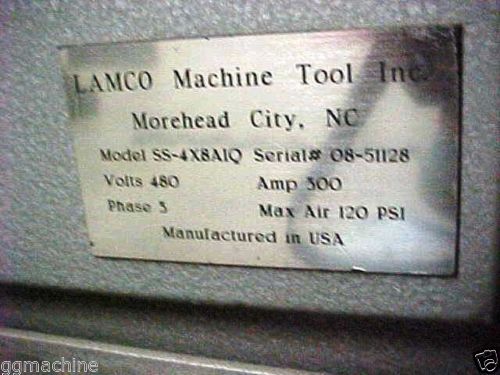 LAMCO Machine Tool Inc.
Morehead City, NC
Model SS-4X8AIQ Serial# 08-51128
Volts 480 Amp 300
Phase 3 Max Air 120 PSI
Manufactured in USA
ggmachine